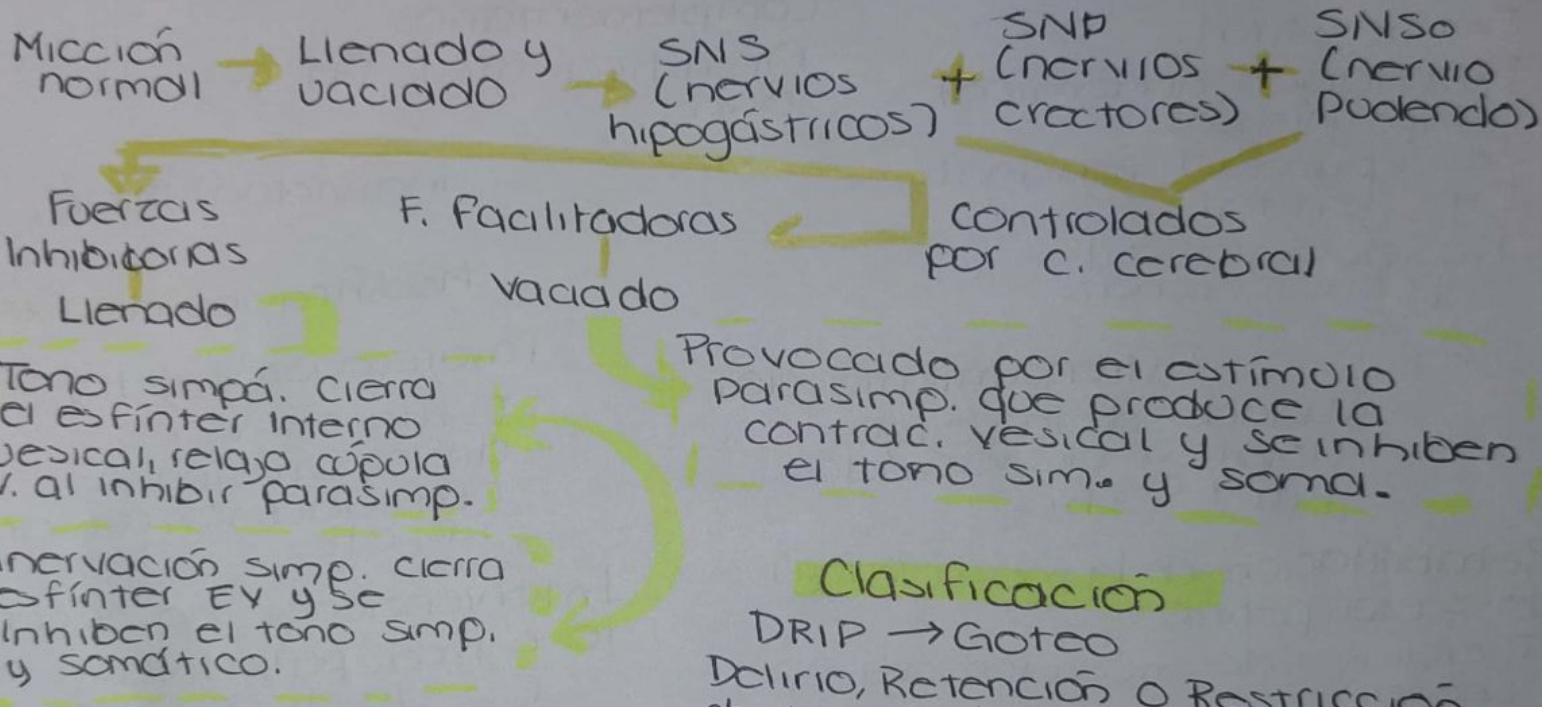 Micción
normal
Llenado y
vaciado
SNS
(nervios
hipogástricos)
+
SNP
(nervios
erectores)
+
SNSo
(nervio
pudendo)
Fuerzas
Inhibitorias
Llenado
F. Facilitadoras
vaciado
controlados
por c. cerebral
Tono simpá. cierra
el esfínter interno
vesical, relaja cúpula
v. al inhibir parasimp.
Provocado por el estímulo
parasimp. que produce la
contrac. vesical y se inhiben
el tono sim. y soma.
nervación simp. cierra
esfínter EV y se
inhiben el tono simp.
y somático.
Clasificación
DRIP → Goteo
Delirio, Retención o Restricción